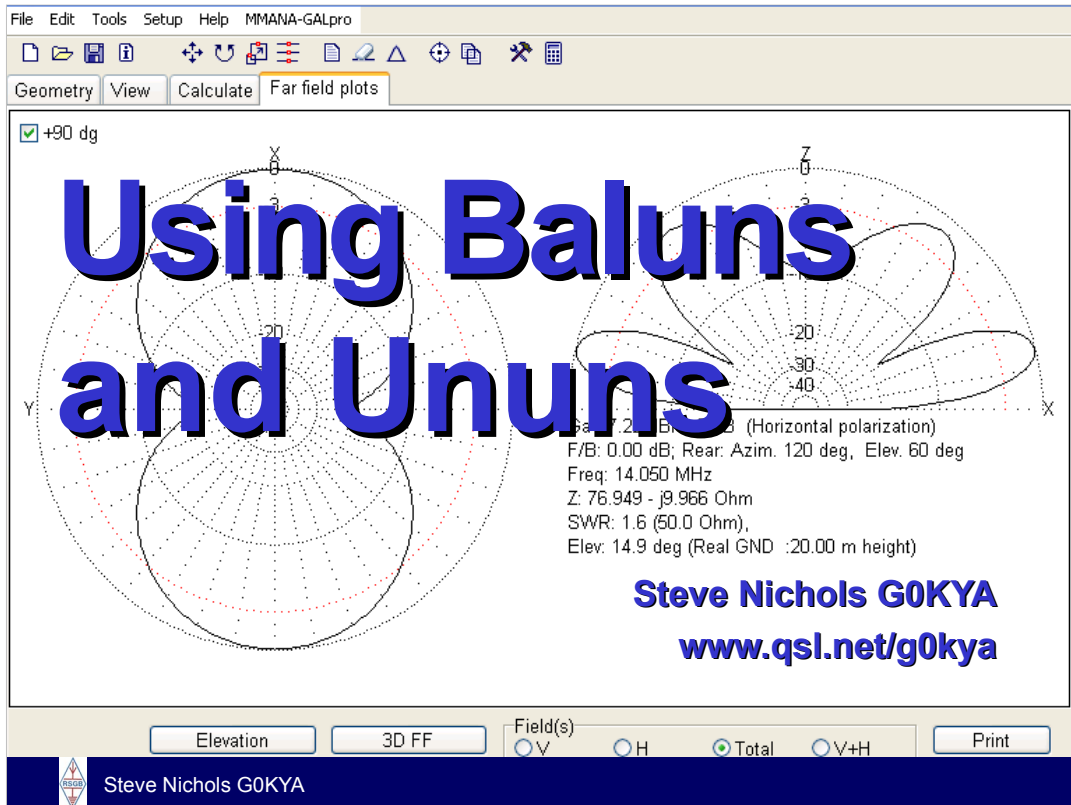 File Edit Tools Setup Help MMANA-GALpro
Geometry View Calculate Far field plots
+90 dg
X
0
-3
-20
Y
Z
0
-3
-20
-30
-40
X
Using Baluns
and Ununs
(Horizontal polarization)
F/B: 0.00 dB; Rear: Azim. 120 deg, Elev. 60 deg
Freq: 14.050 MHz
Z: 76.949 - j9.966 Ohm
SWR: 1.6 (50.0 Ohm),
Elev: 14.9 deg (Real GND :20.00 m height)
Steve Nichols G0KYA
www.qsl.net/g0kya
Elevation 3D FF Field(s) V H Total V+H Print
RSGB Steve Nichols G0KYA